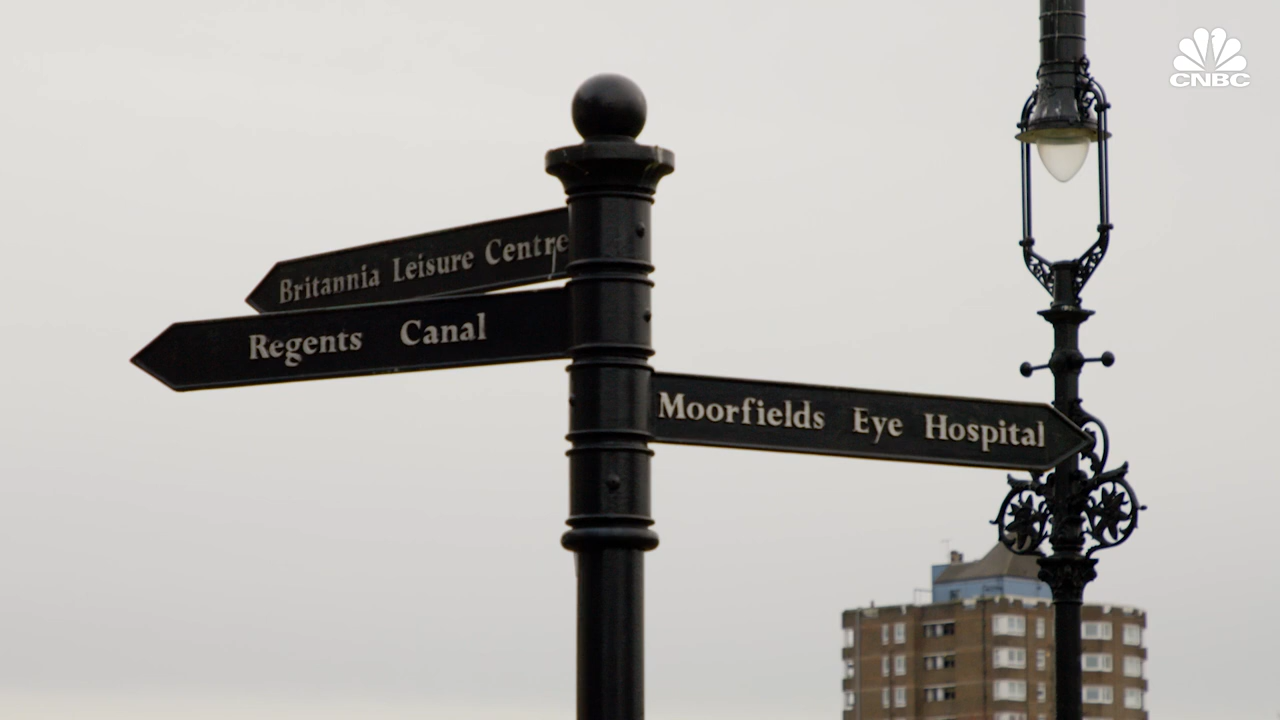 CNBC
Britannia Leisure Centre
Regents Canal
Moorfields Eye Hospital